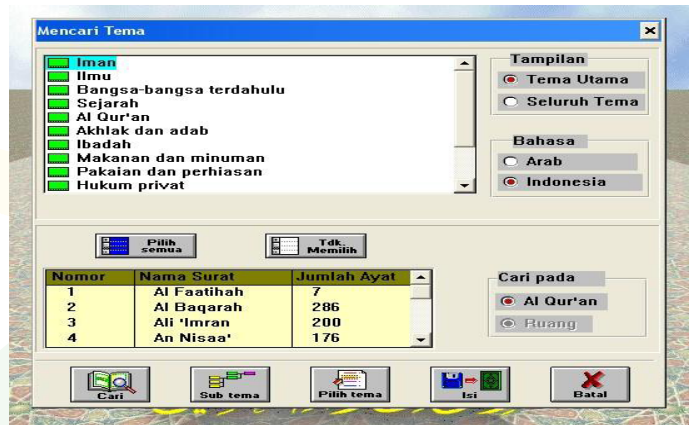 Mencari Tema
Iman
Ilmu
Bangsa-bangsa terdahulu
Sejarah
Al Qur'an
Akhlak dan adab
Ibadah
Makanan dan minuman
Pakaian dan perhiasan
Hukum privat
Tampilan
Tema Utama
Seluruh Tema
Bahasa
Arab
Indonesia
Pilih semua
Tdk. Memilih
Nomor Nama Surat Jumlah Ayat
1 Al Faatihah 7
2 Al Baqarah 286
3 Ali 'Imran 200
4 An Nisaa' 176
Cari pada
Al Qur'an
Ruang
Cari
Sub tema
Pilih tema
Isi
Batal